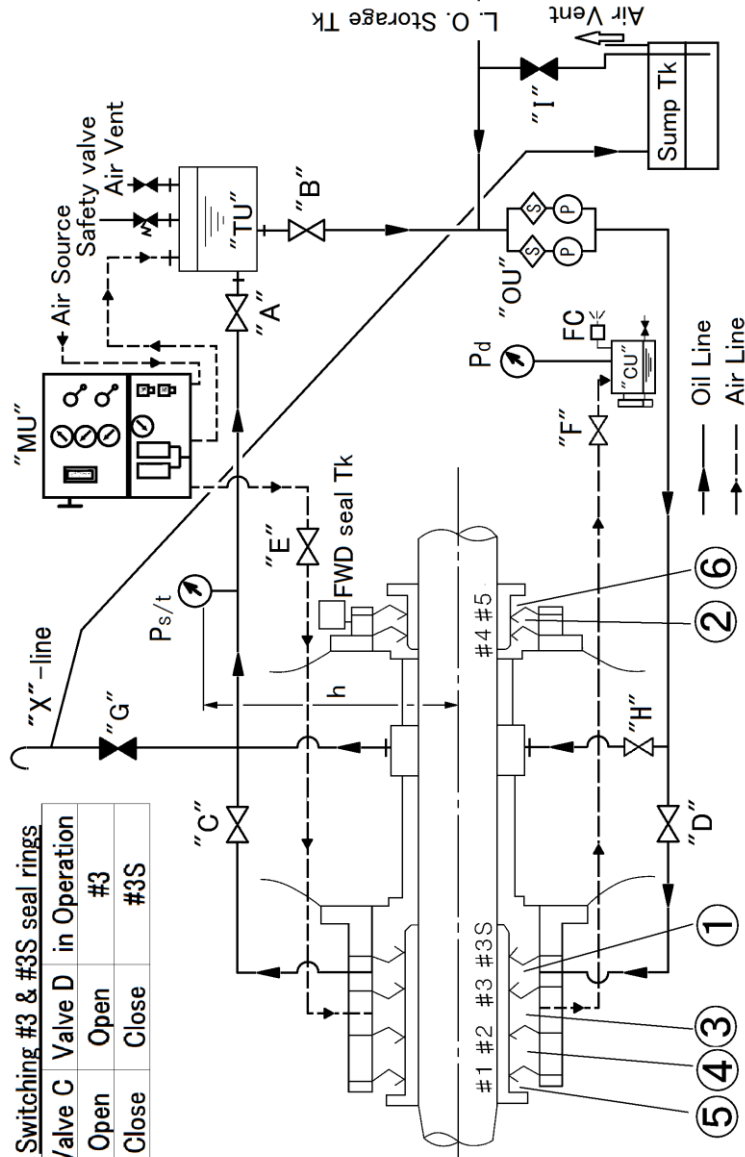 Switching #3 & #3S seal rings
Valve C Valve D in Operation
Open Open #3
Close Close #3S
"X"-line
"G"
"C"
Ps/t
"MU"
Air Source
Safety valve
Air Vent
"TU"
"A"
"B"
"E"
FWD seal Tk
h
#1 #2 #3 #3S
#4 #5
"H"
"D"
"F"
Pd
FC
"CU"
"OU"
S S
P P
L. O. Storage Tk
"I"
Air Vent
Sump Tk
5 4 3 1 2 6
Oil Line
Air Line